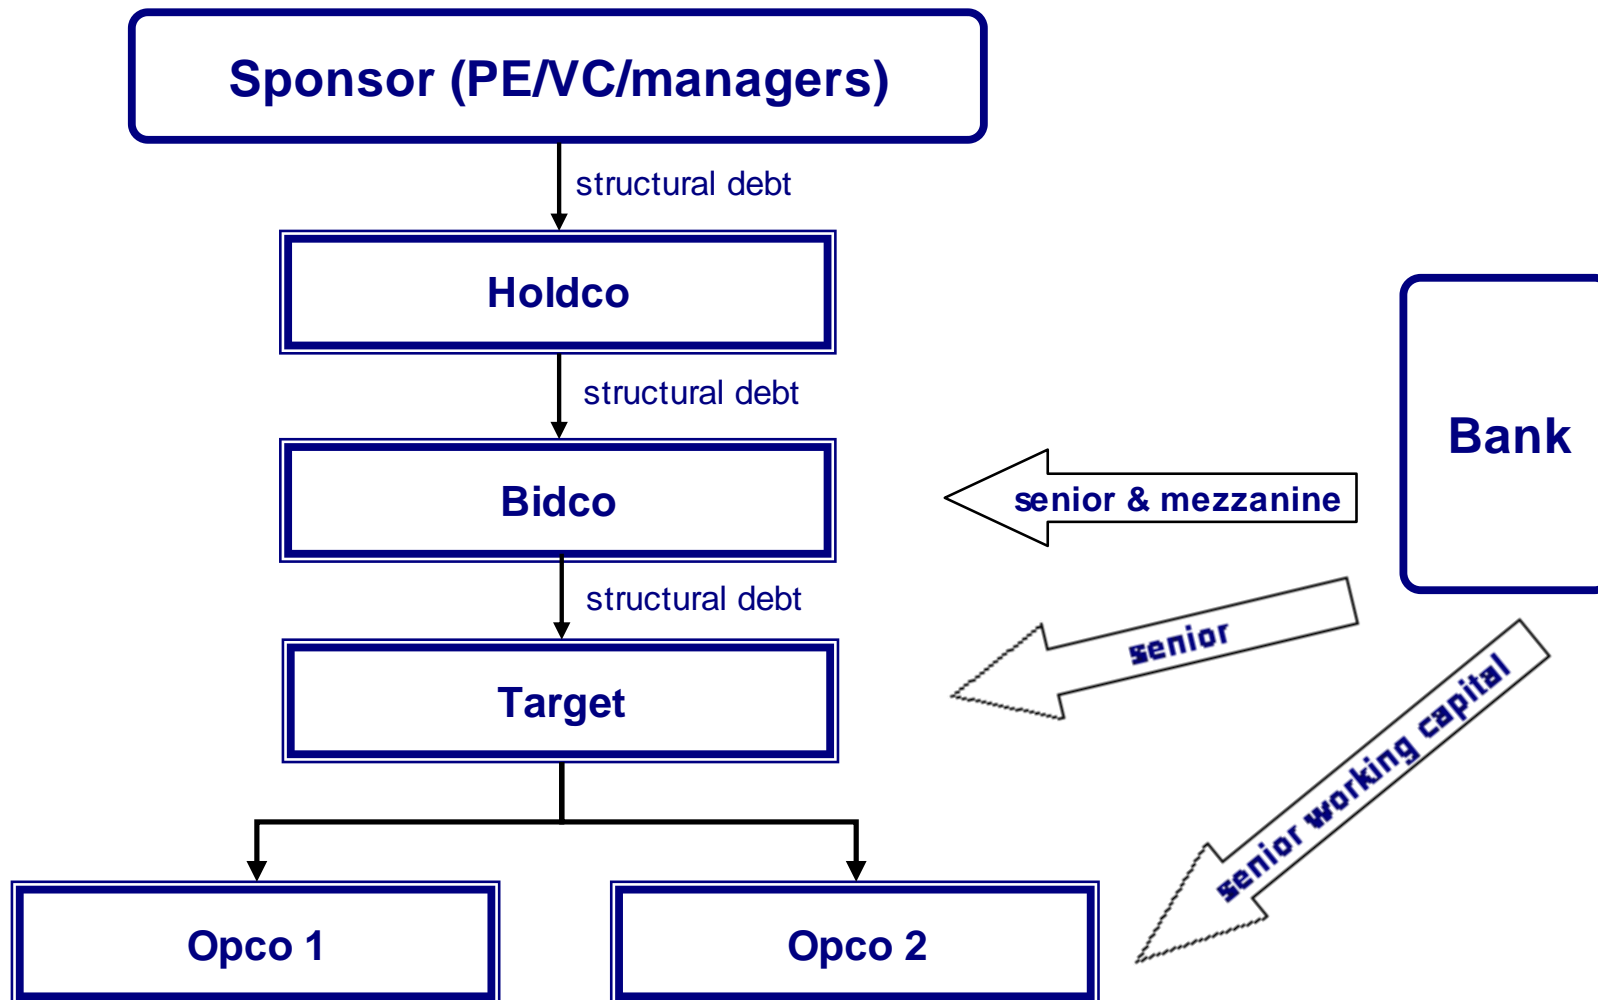 Sponsor (PE/VC/managers)
structural debt
Holdco
structural debt
Bidco
senior & mezzanine
Bank
structural debt
senior
Target
senior working capital
Opco 1
Opco 2